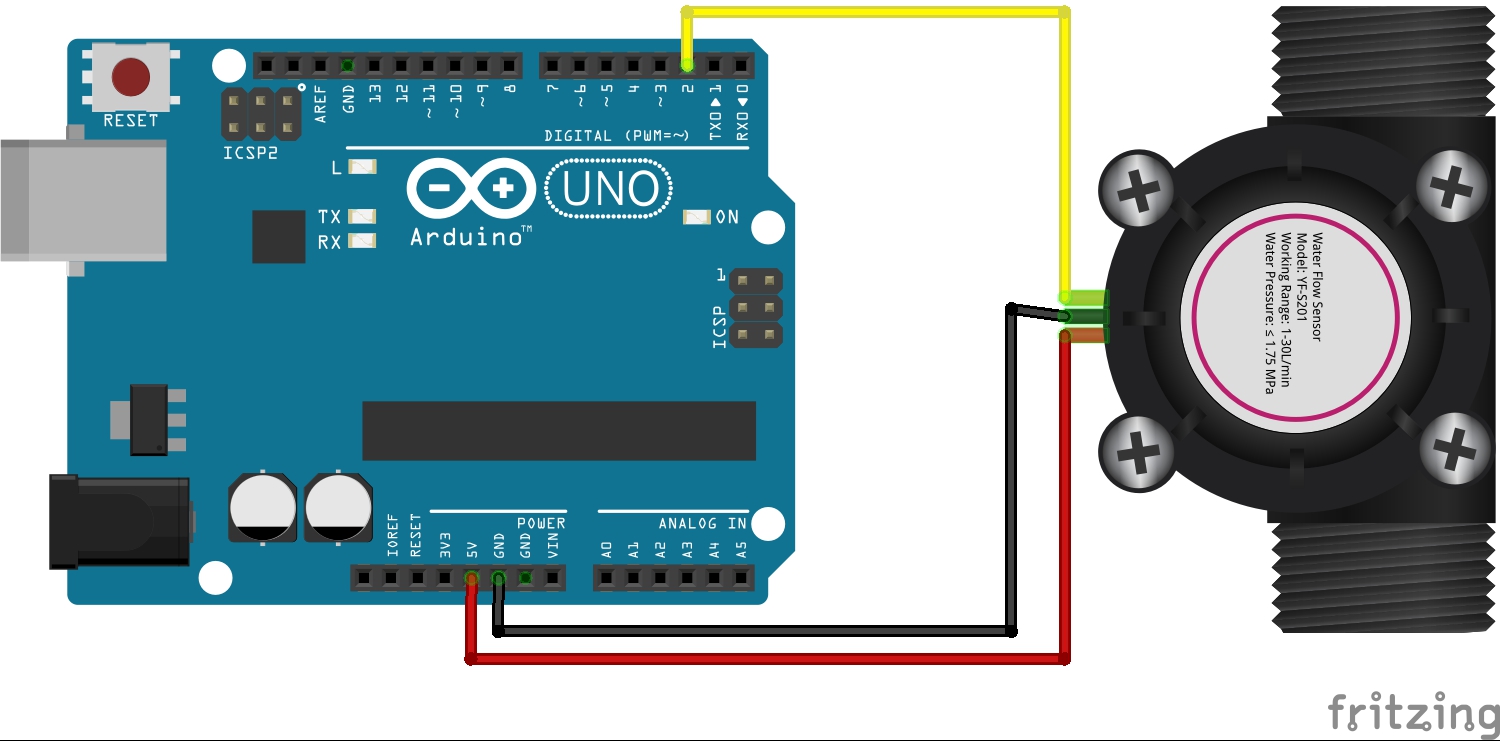 RESET
ICSP2
AREF
GND
13
12
~11
~10
~9
8
7
~6
~5
4
~3
2
TX0▶1
RX0◀0
DIGITAL (PWM=~)
L
TX
RX
UNO
Arduino™
ON
1
ICSP
IOREF
RESET
3V3
5V
GND
GND
VIN
POWER
ANALOG IN
A0
A1
A2
A3
A4
A5
Water Flow Sensor
Model: YF-S201
Working Range: 1-30L/min
Water Pressure: ≤ 1.75 MPa
fritzing